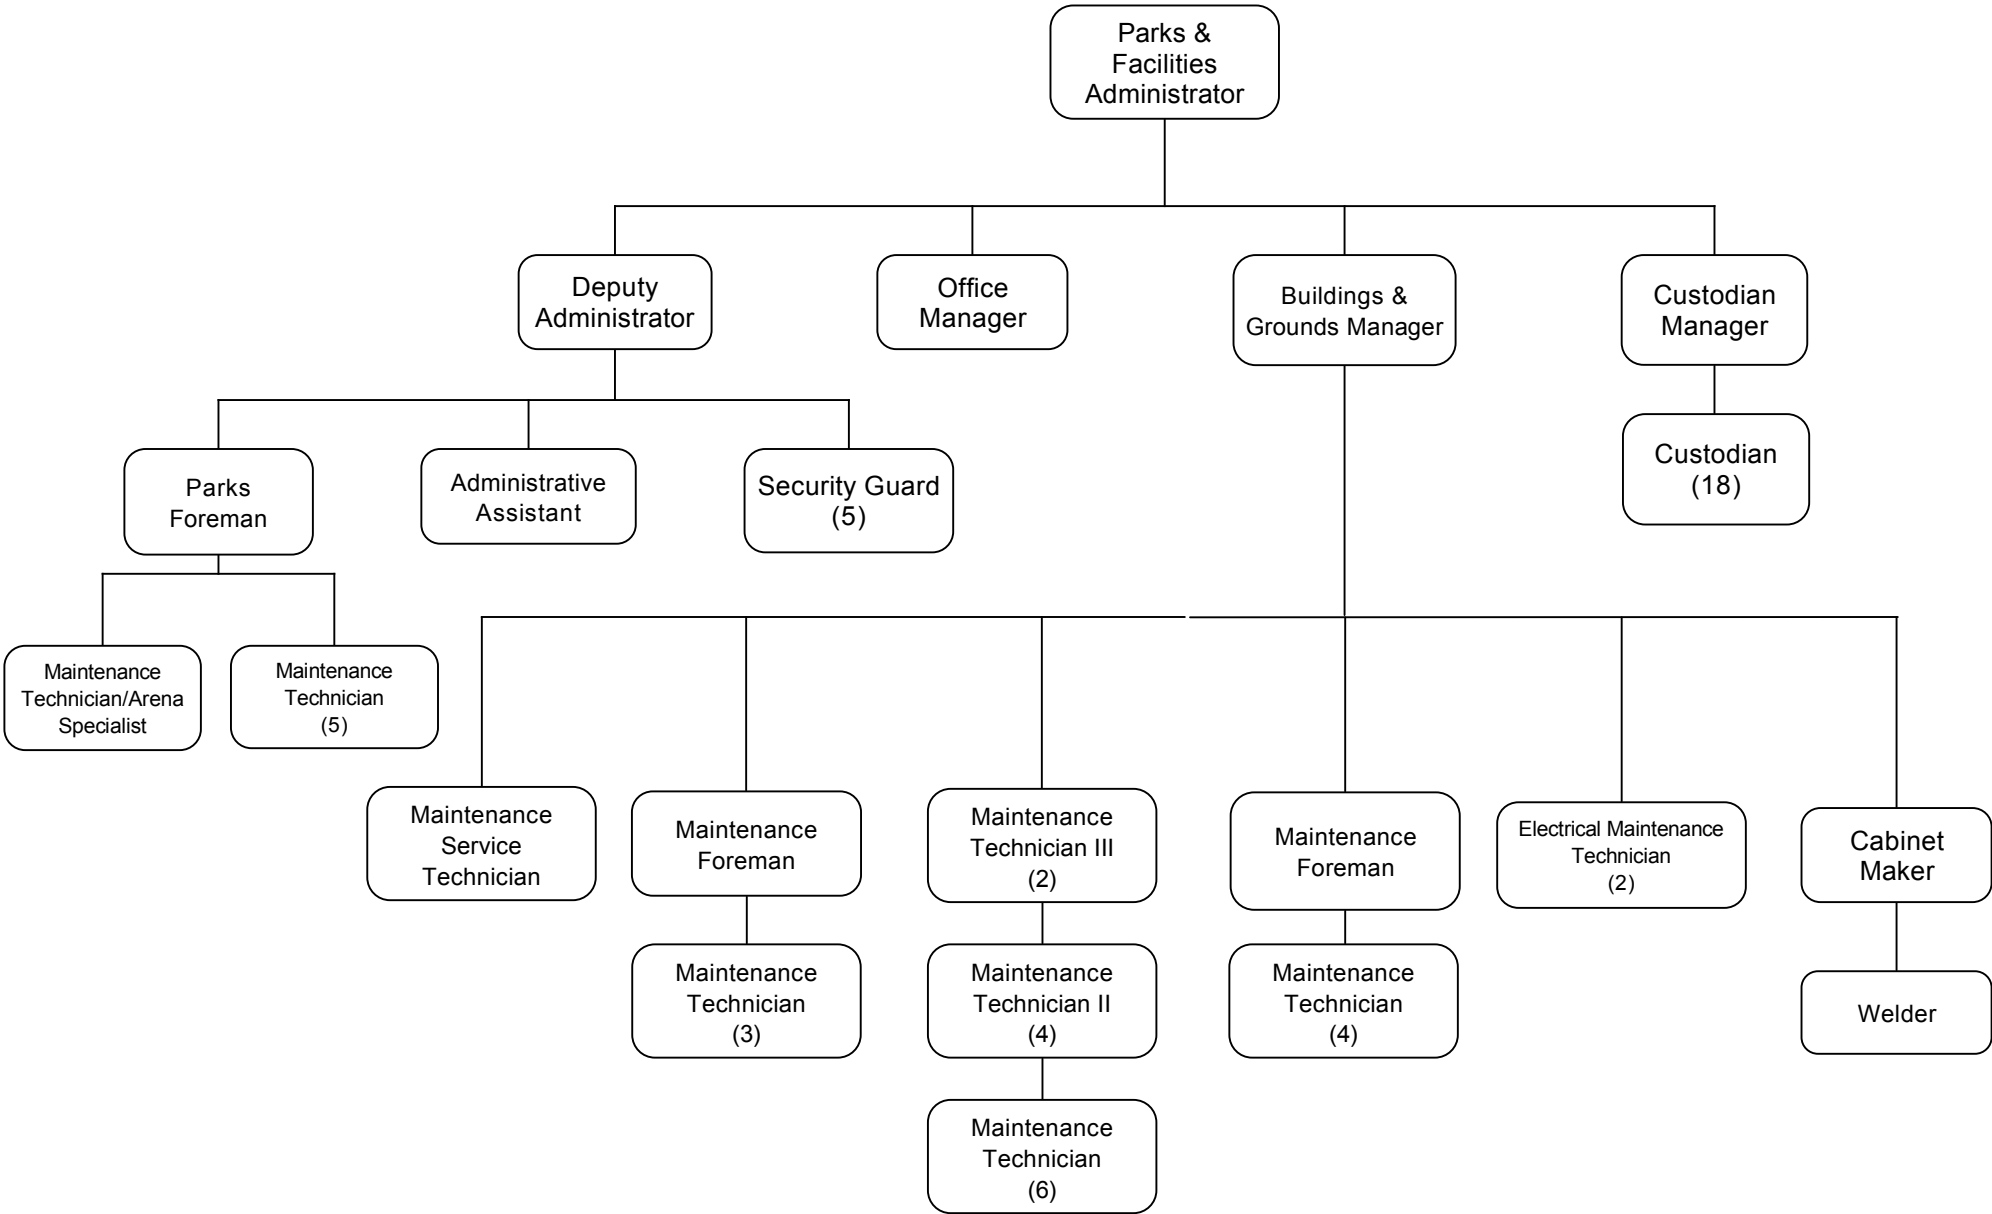 Parks &
Facilities
Administrator
Deputy
Administrator
Office
Manager
Buildings &
Grounds Manager
Custodian
Manager
Custodian
(18)
Parks
Foreman
Administrative
Assistant
Security Guard
(5)
Maintenance
Technician/Arena
Specialist
Maintenance
Technician
(5)
Maintenance
Service
Technician
Maintenance
Foreman
Maintenance
Technician III
(2)
Maintenance
Foreman
Electrical Maintenance
Technician
(2)
Cabinet
Maker
Maintenance
Technician
(3)
Maintenance
Technician II
(4)
Maintenance
Technician
(4)
Welder
Maintenance
Technician
(6)